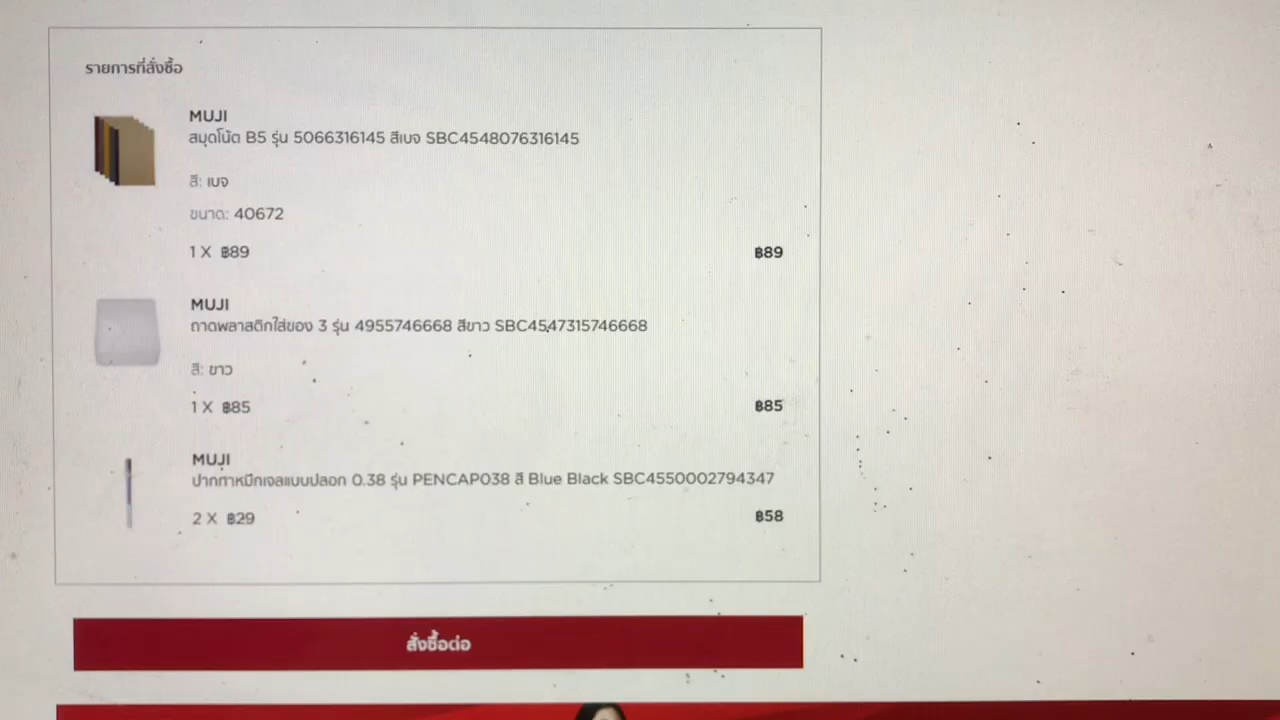 รายการที่สั่งซื้อ
MUJI
สมุดโน้ต B5 รุ่น 5066316145 สีเบจ SBC4548076316145
สี: เบจ
ขนาด: 40672
1 X ฿89
฿89
MUJI
ถาดพลาสติกใส่ของ 3 รุ่น 4955746668 สีขาว SBC4547315746668
สี: ขาว
1 X ฿85
฿85
MUJI
ปากกาหมึกเจลแบบปลอก 0.38 รุ่น PENCAP038 สี Blue Black SBC4550002794347
2 X ฿29
฿58
สั่งซื้อต่อ